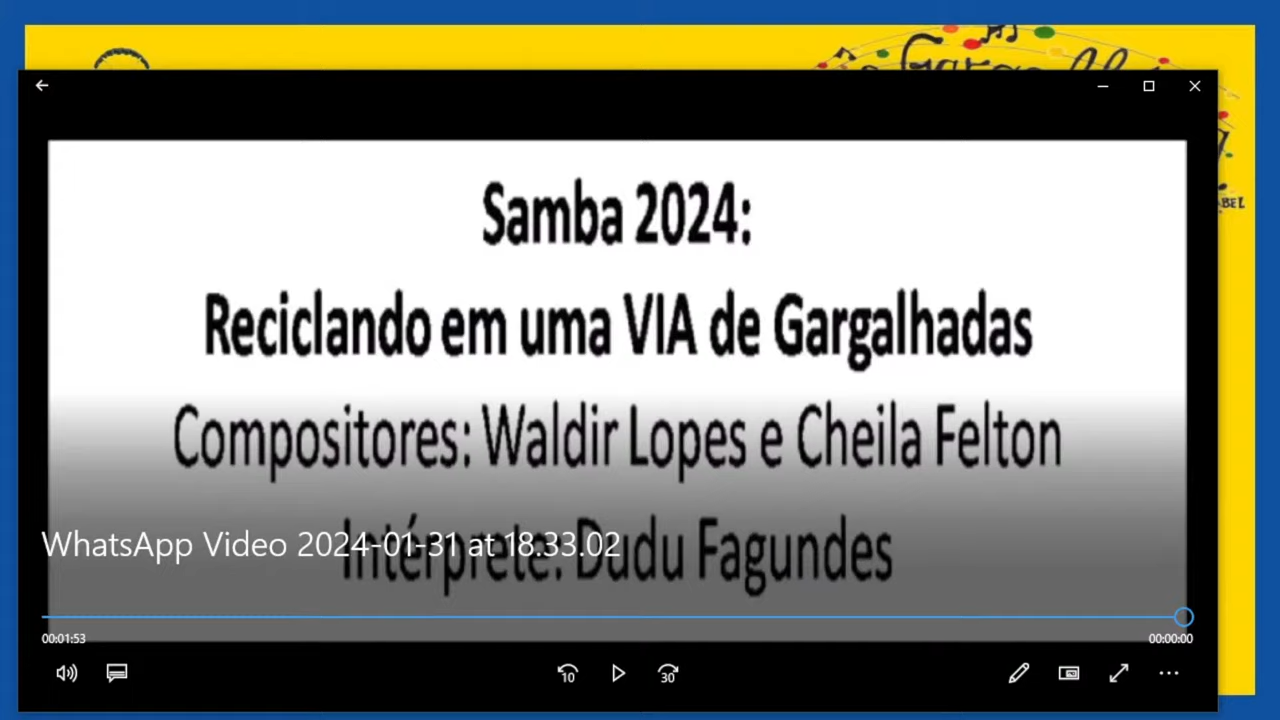 Samba 2024:
Reciclando em uma VIA de Gargalhadas
Compositores: Waldir Lopes e Cheila Felton
Intérprete: Dudu Fagundes
WhatsApp Video 2024-01-31 at 18.33.02
00:01:53
00:00:00
10
30